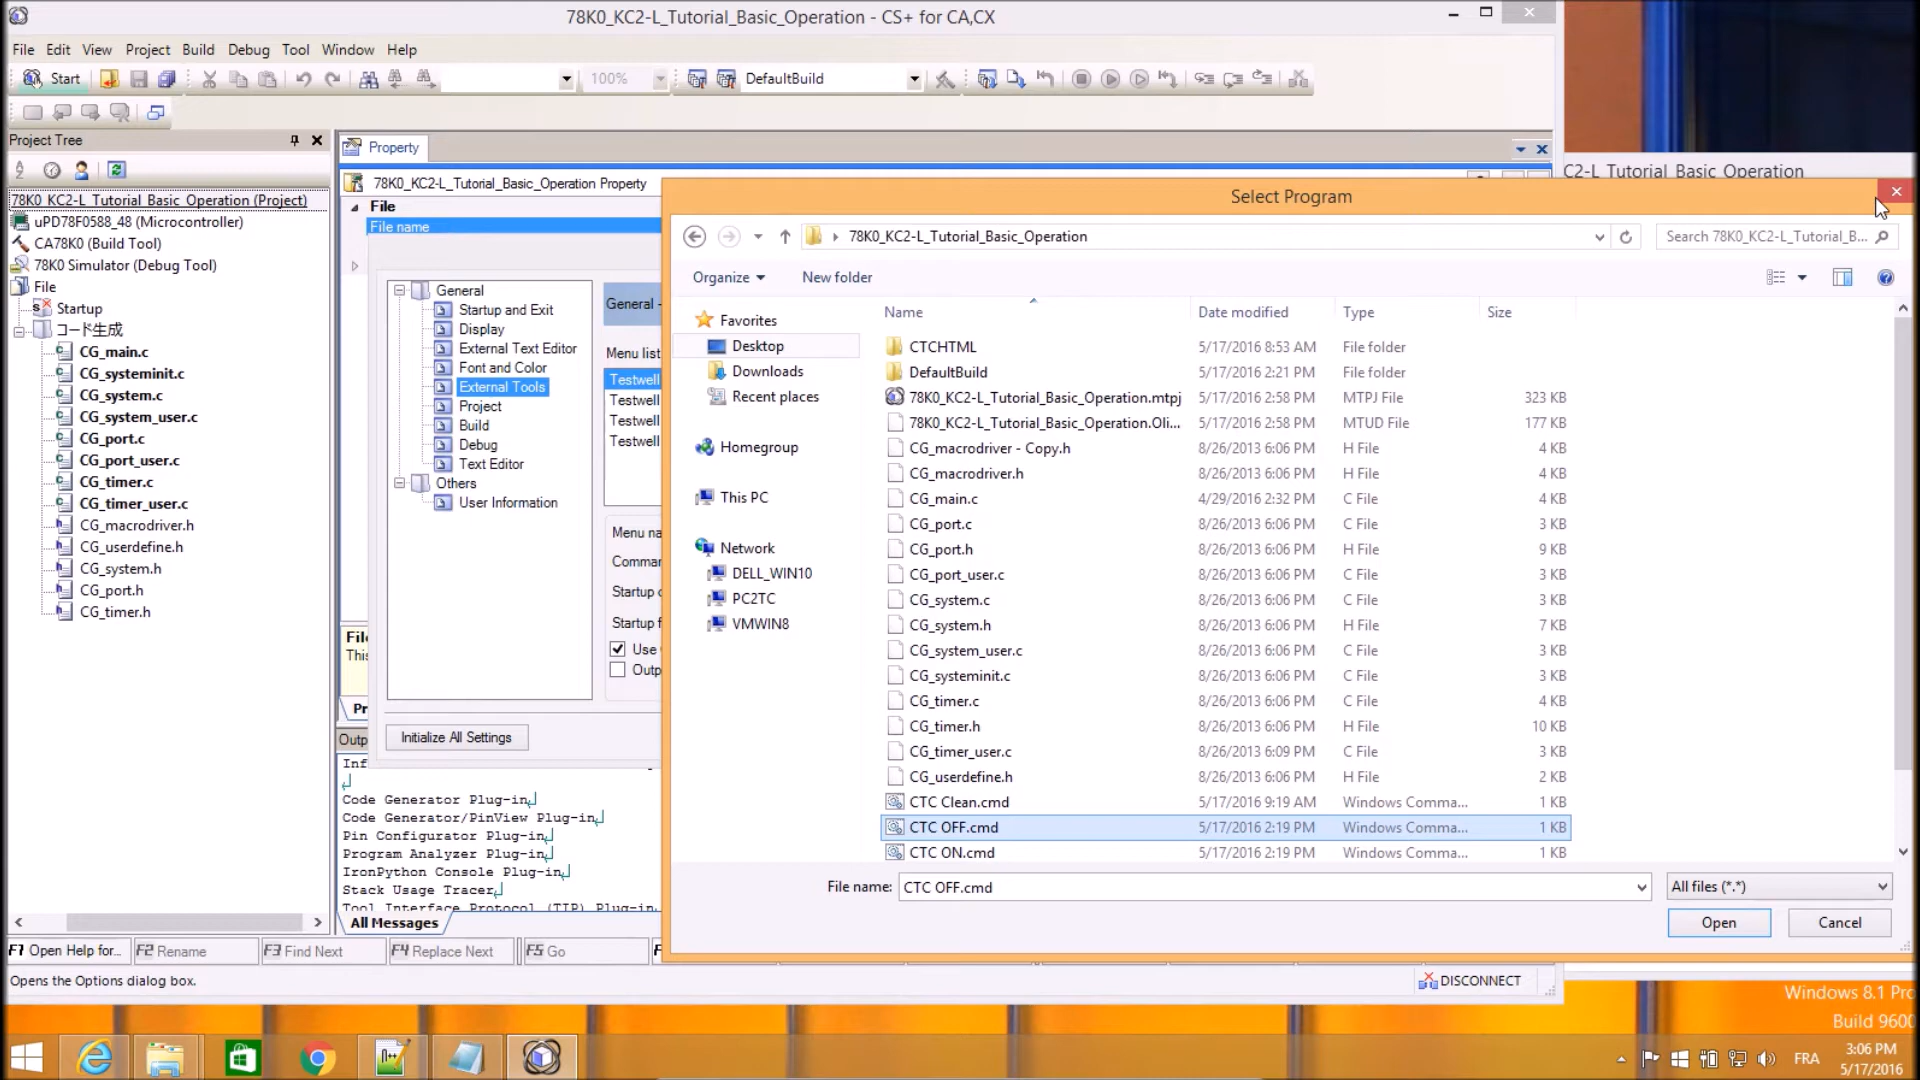 78K0_KC2-L_Tutorial_Basic_Operation - CS+ for CA,CX
File Edit View Project Build Debug Tool Window Help
Start 100% DefaultBuild
Project Tree
Property
78K0_KC2-L_Tutorial_Basic_Operation (Project)
uPD78F0588_48 (Microcontroller)
CA78K0 (Build Tool)
78K0 Simulator (Debug Tool)
File
Startup
コード生成
CG_main.c
CG_systeminit.c
CG_system.c
CG_system_user.c
CG_port.c
CG_port_user.c
CG_timer.c
CG_timer_user.c
CG_macrodriver.h
CG_userdefine.h
CG_system.h
CG_port.h
CG_timer.h
78K0_KC2-L_Tutorial_Basic_Operation Property
File
File name
General
Startup and Exit
Display
External Text Editor
Font and Color
External Tools
Project
Build
Debug
Text Editor
Others
User Information
General -
Menu list
Testwell
Testwell
Testwell
Testwell
Menu na
Comma
Startup
Startup f
Use
Outp
Initialize All Settings
Code Generator Plug-in
Code Generator/PinView Plug-in
Pin Configurator Plug-in
Program Analyzer Plug-in
IronPython Console Plug-in
Stack Usage Tracer
Tool Interface Protocol (TIP) Plug-in
All Messages
F1 Open Help for... F2 Rename F3 Find Next F4 Replace Next F5 Go
Opens the Options dialog box.
DISCONNECT
C2-L_Tutorial_Basic_Operation
Select Program
78K0_KC2-L_Tutorial_Basic_Operation
Search 78K0_KC2-L_Tutorial_B...
Organize New folder
Favorites
Desktop
Downloads
Recent places
Homegroup
This PC
Network
DELL_WIN10
PC2TC
VMWIN8
Name Date modified Type Size
CTCHTML 5/17/2016 8:53 AM File folder
DefaultBuild 5/17/2016 2:21 PM File folder
78K0_KC2-L_Tutorial_Basic_Operation.mtpj 5/17/2016 2:58 PM MTPJ File 323 KB
78K0_KC2-L_Tutorial_Basic_Operation.Oli... 5/17/2016 2:58 PM MTUD File 177 KB
CG_macrodriver - Copy.h 8/26/2013 6:06 PM H File 4 KB
CG_macrodriver.h 8/26/2013 6:06 PM H File 4 KB
CG_main.c 4/29/2016 2:32 PM C File 4 KB
CG_port.c 8/26/2013 6:06 PM C File 3 KB
CG_port.h 8/26/2013 6:06 PM H File 9 KB
CG_port_user.c 8/26/2013 6:06 PM C File 3 KB
CG_system.c 8/26/2013 6:06 PM C File 3 KB
CG_system.h 8/26/2013 6:06 PM H File 7 KB
CG_system_user.c 8/26/2013 6:06 PM C File 3 KB
CG_systeminit.c 8/26/2013 6:06 PM C File 3 KB
CG_timer.c 8/26/2013 6:06 PM C File 4 KB
CG_timer.h 8/26/2013 6:06 PM H File 10 KB
CG_timer_user.c 8/26/2013 6:09 PM C File 3 KB
CG_userdefine.h 8/26/2013 6:06 PM H File 2 KB
CTC Clean.cmd 5/17/2016 9:19 AM Windows Comma... 1 KB
CTC OFF.cmd 5/17/2016 2:19 PM Windows Comma... 1 KB
CTC ON.cmd 5/17/2016 2:19 PM Windows Comma... 1 KB
File name: CTC OFF.cmd All files (*.*)
Open Cancel
Windows 8.1 Pro
Build 9600
FRA
3:06 PM
5/17/2016